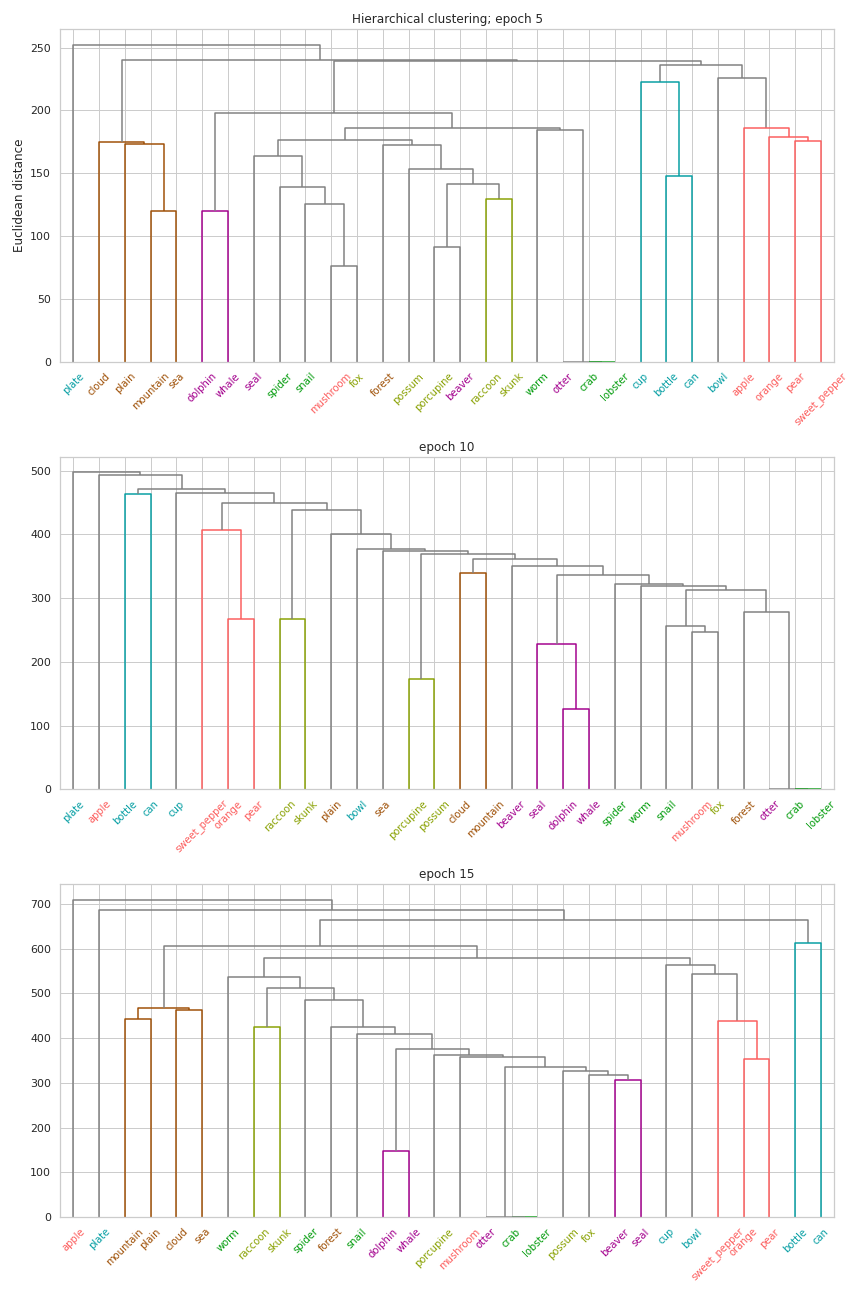 Hierarchical clustering; epoch 5
Euclidean distance
250
200
150
100
50
0
plate cloud plain mountain sea dolphin whale seal spider snail mushroom fox forest possum porcupine beaver raccoon skunk worm otter crab lobster cup bottle can bowl apple orange pear sweet_pepper
epoch 10
500
400
300
200
100
0
plate apple bottle can cup sweet_pepper orange pear raccoon skunk plain bowl sea porcupine possum cloud mountain beaver seal dolphin whale spider worm snail mushroom fox forest otter crab lobster
epoch 15
700
600
500
400
300
200
100
0
apple plate mountain plain cloud sea worm raccoon skunk spider forest snail dolphin whale porcupine mushroom otter crab lobster possum fox beaver seal cup bowl sweet_pepper orange pear bottle can